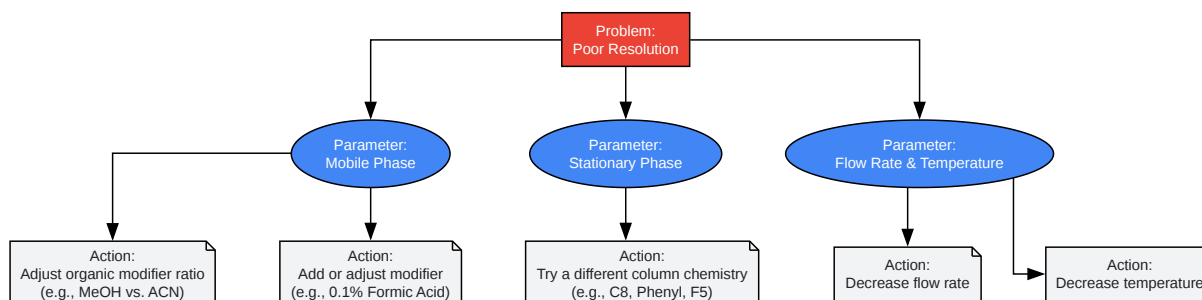 Problem:
Poor Resolution
Parameter:
Mobile Phase
Parameter:
Stationary Phase
Parameter:
Flow Rate & Temperature
Action:
Adjust organic modifier ratio
(e.g., MeOH vs. ACN)
Action:
Add or adjust modifier
(e.g., 0.1% Formic Acid)
Action:
Try a different column chemistry
(e.g., C8, Phenyl, F5)
Action:
Decrease flow rate
Action:
Decrease temperature